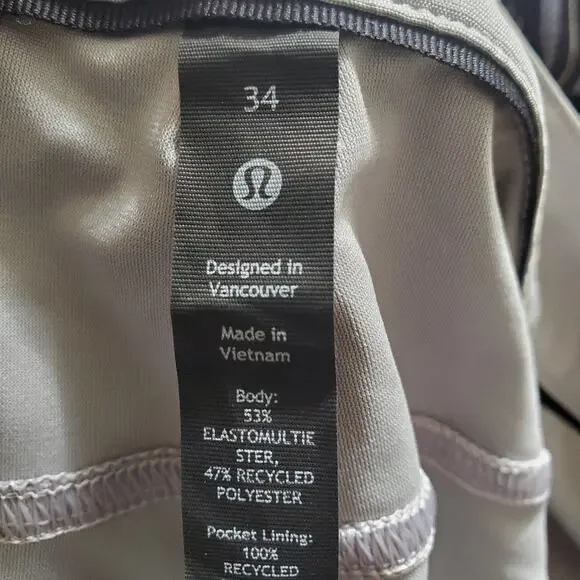 34
Designed in
Vancouver
Made in
Vietnam
Body:
53%
ELASTOMULTIE
STER,
47% RECYCLED
POLYESTER
Pocket Lining:
100%
RECYCLED